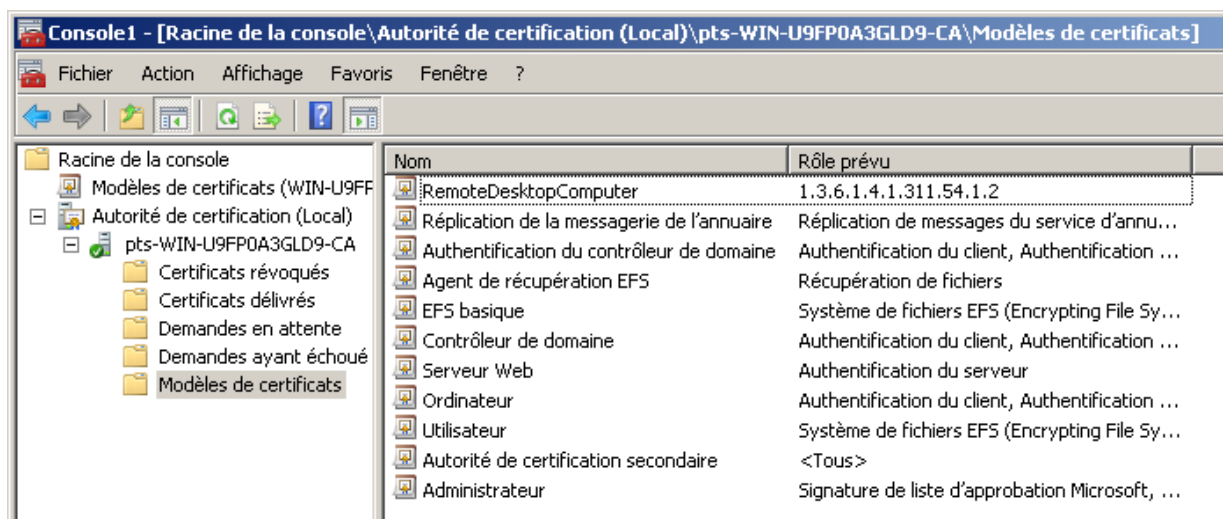 Console1 - [Racine de la console\Autorité de certification (Local)\pts-WIN-U9FP0A3GLD9-CA\Modèles de certificats]
Fichier Action Affichage Favoris Fenêtre ?
Racine de la console
Modèles de certificats (WIN-U9FF
Autorité de certification (Local)
pts-WIN-U9FP0A3GLD9-CA
Certificats révoqués
Certificats délivrés
Demandes en attente
Demandes ayant échoué
Modèles de certificats
Nom Rôle prévu
RemoteDesktopComputer 1.3.6.1.4.1.311.54.1.2
Réplication de la messagerie de l'annuaire Réplication de messages du service d'annu...
Authentification du contrôleur de domaine Authentification du client, Authentification ...
Agent de récupération EFS Récupération de fichiers
EFS basique Système de fichiers EFS (Encrypting File Sy...
Contrôleur de domaine Authentification du client, Authentification ...
Serveur Web Authentification du serveur
Ordinateur Authentification du client, Authentification ...
Utilisateur Système de fichiers EFS (Encrypting File Sy...
Autorité de certification secondaire <Tous>
Administrateur Signature de liste d'approbation Microsoft, ...